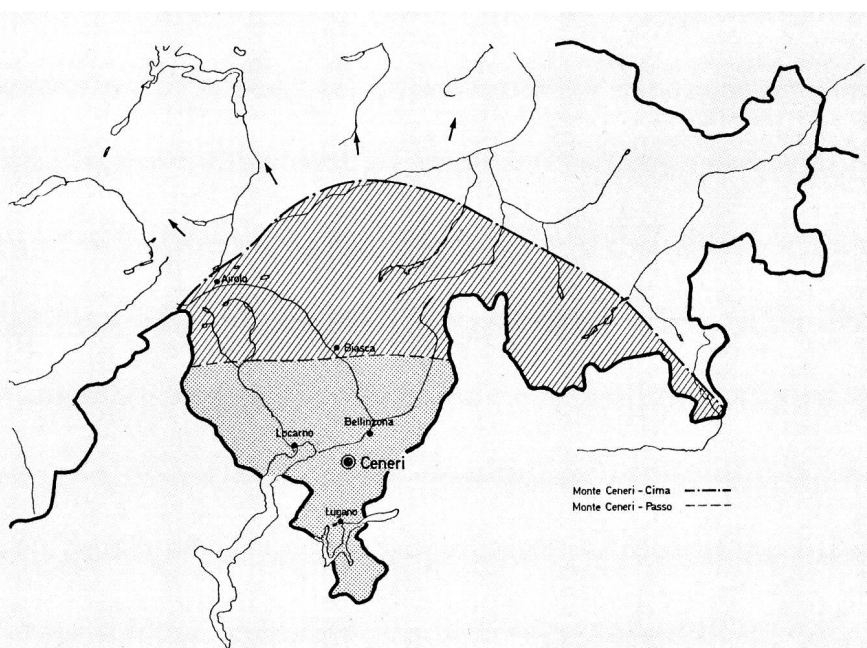 Airolo
Biasca
Bellinzona
Locarno
Ceneri
Lugano
Monte Ceneri - Cima
Monte Ceneri - Passo